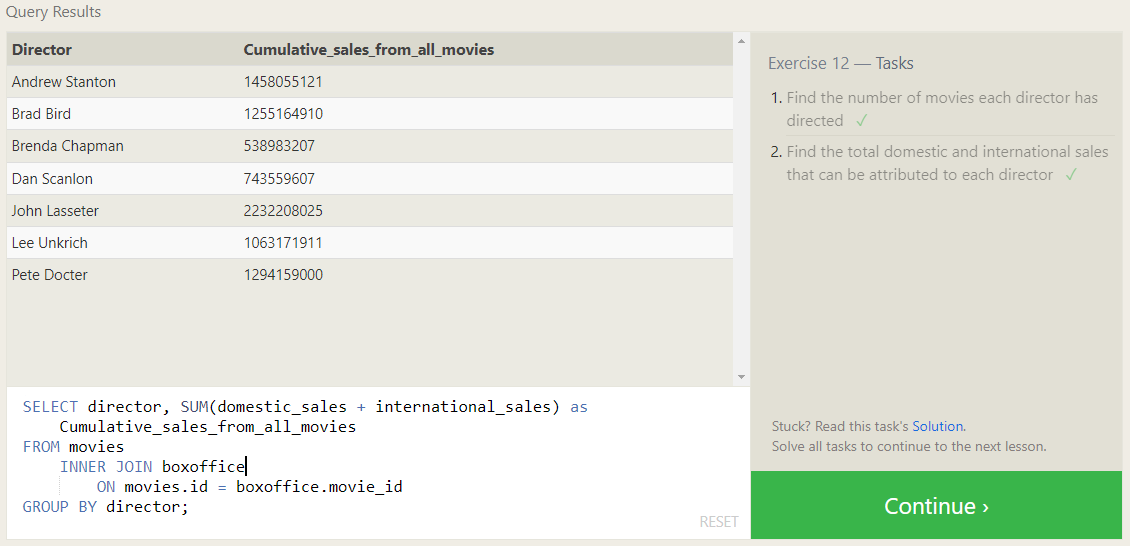 Query Results
Director Cumulative_sales_from_all_movies
Andrew Stanton 1458055121
Brad Bird 1255164910
Brenda Chapman 538983207
Dan Scanlon 743559607
John Lasseter 2232208025
Lee Unkrich 1063171911
Pete Docter 1294159000
SELECT director, SUM(domestic_sales + international_sales) as
    Cumulative_sales_from_all_movies
FROM movies
    INNER JOIN boxoffice
        ON movies.id = boxoffice.movie_id
GROUP BY director;
RESET
Exercise 12 — Tasks
1. Find the number of movies each director has
directed ✓
2. Find the total domestic and international sales
that can be attributed to each director ✓
Stuck? Read this task's Solution.
Solve all tasks to continue to the next lesson.
Continue ›